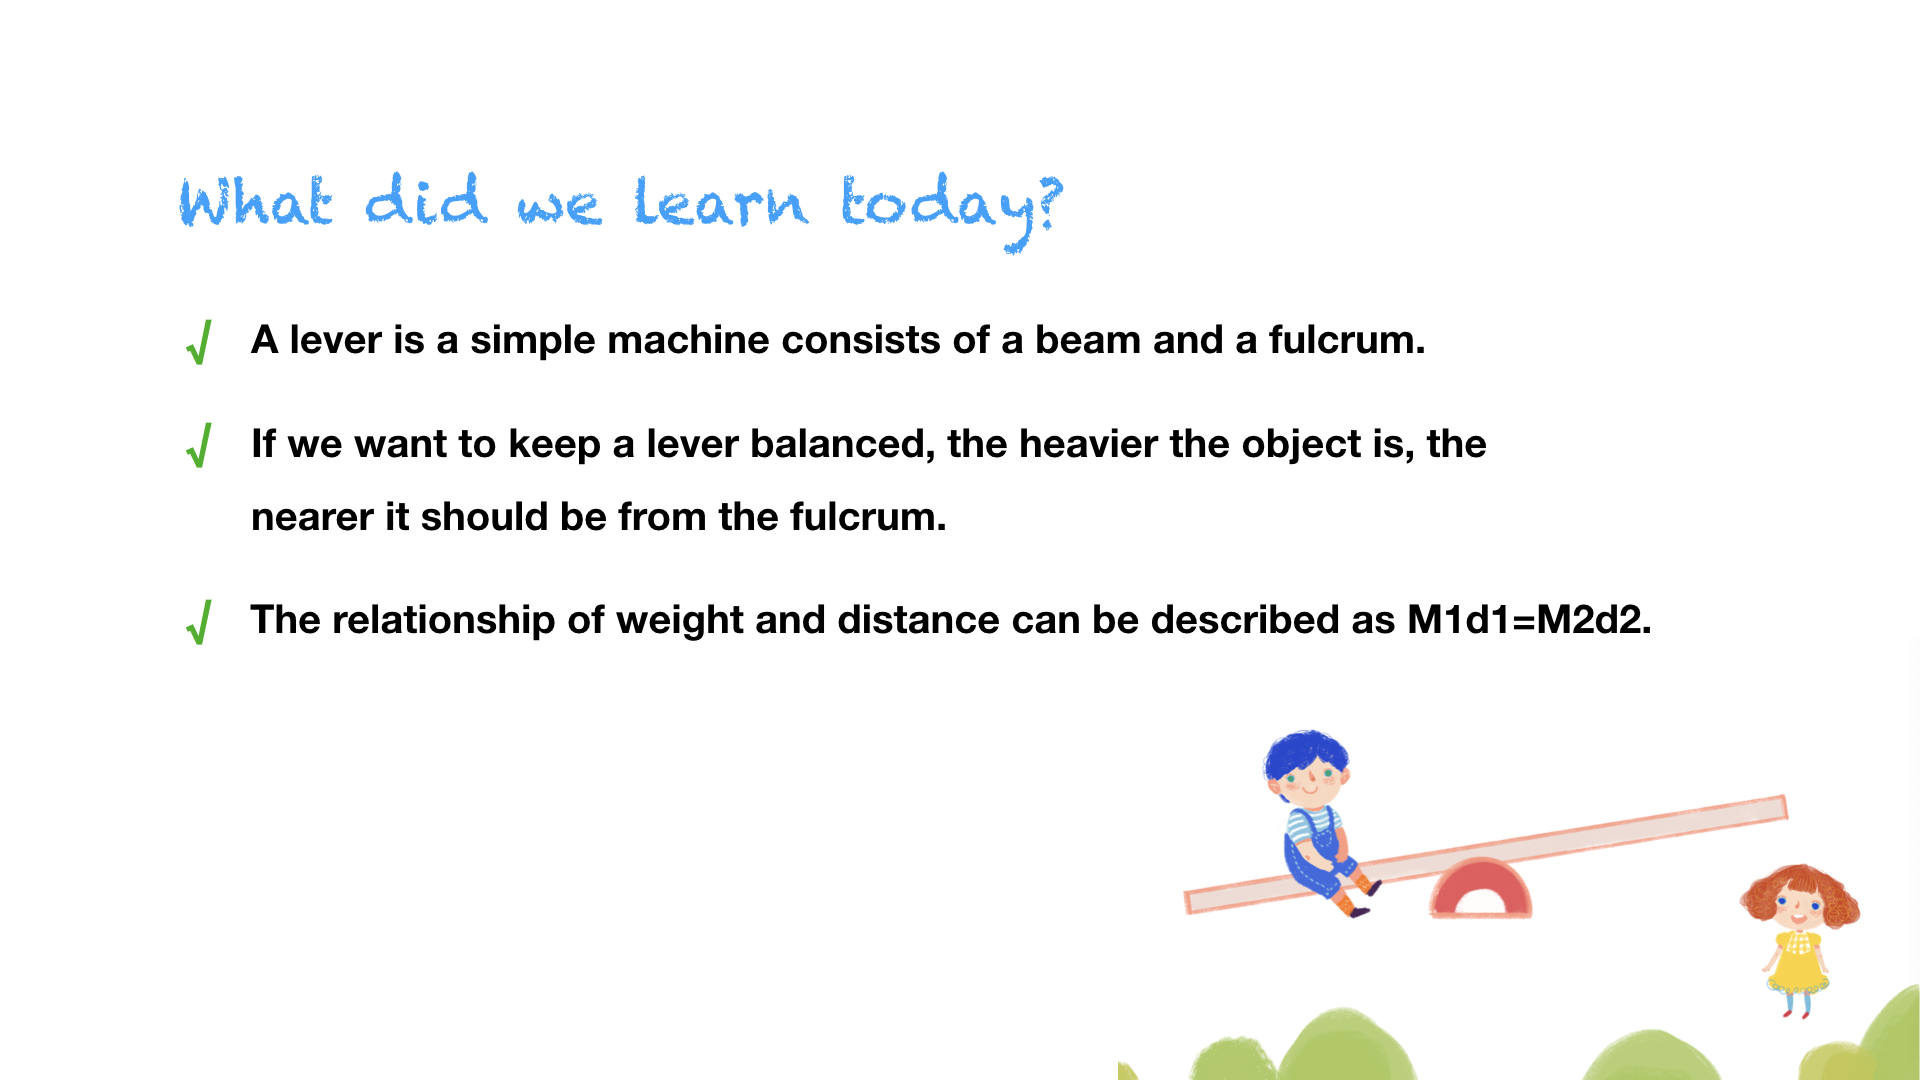 What did we learn today?
√ A lever is a simple machine consists of a beam and a fulcrum.
√ If we want to keep a lever balanced, the heavier the object is, the
nearer it should be from the fulcrum.
√ The relationship of weight and distance can be described as M1d1=M2d2.